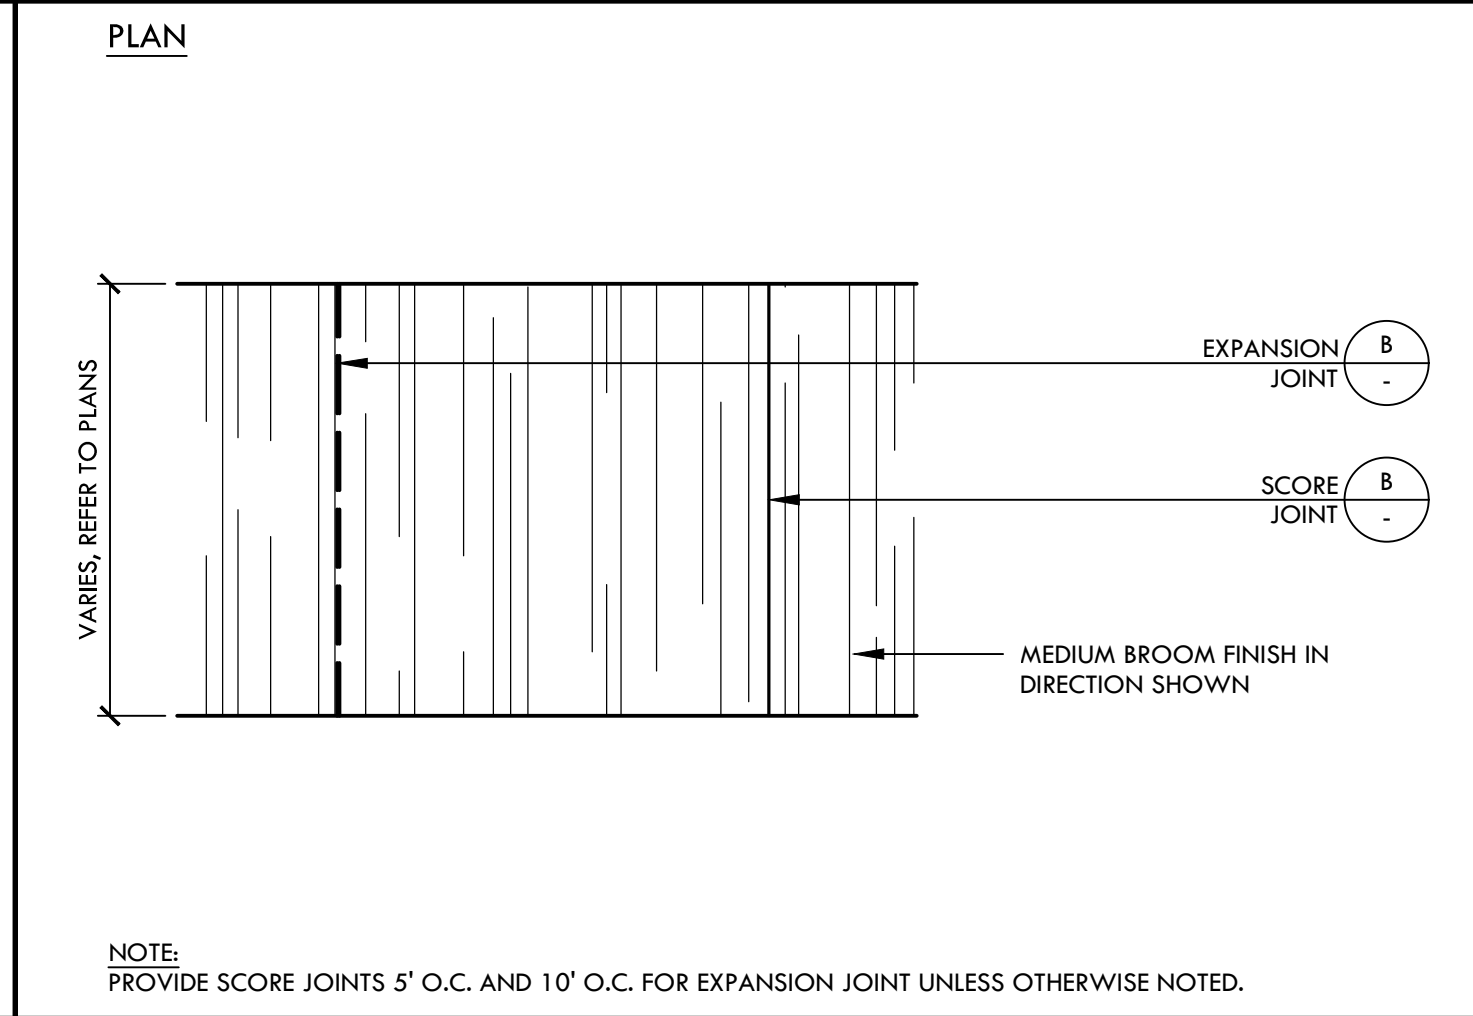 PLAN
VARIES, REFER TO PLANS
EXPANSION
JOINT
B
-
SCORE
JOINT
B
-
MEDIUM BROOM FINISH IN
DIRECTION SHOWN
NOTE:
PROVIDE SCORE JOINTS 5' O.C. AND 10' O.C. FOR EXPANSION JOINT UNLESS OTHERWISE NOTED.